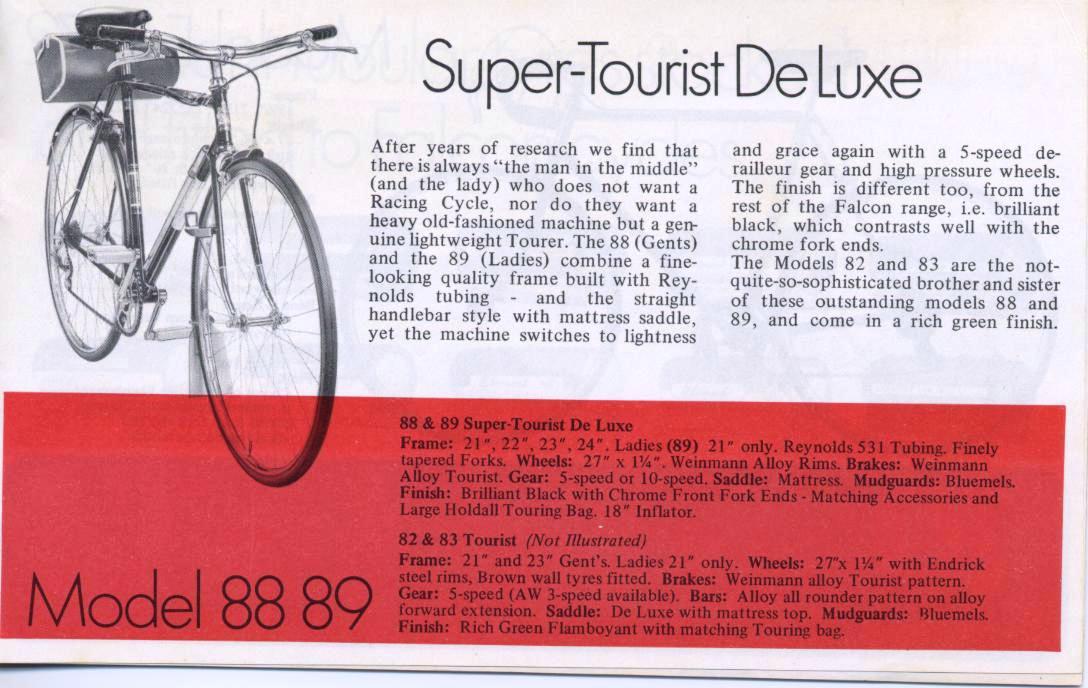 Super-Tourist De Luxe
After years of research we find that
there is always "the man in the middle"
(and the lady) who does not want a
Racing Cycle, nor do they want a
heavy old-fashioned machine but a gen-
uine lightweight Tourer. The 88 (Gents)
and the 89 (Ladies) combine a fine-
looking quality frame built with Rey-
nolds tubing - and the straight
handlebar style with mattress saddle,
yet the machine switches to lightness
and grace again with a 5-speed de-
railleur gear and high pressure wheels.
The finish is different too, from the
rest of the Falcon range, i.e. brilliant
black, which contrasts well with the
chrome fork ends.
The Models 82 and 83 are the not-
quite-so-sophisticated brother and sister
of these outstanding models 88 and
89, and come in a rich green finish.
88 & 89 Super-Tourist De Luxe
Frame: 21", 22", 23", 24". Ladies (89) 21" only. Reynolds 531 Tubing. Finely
tapered Forks. Wheels: 27" x 1¼". Weinmann Alloy Rims. Brakes: Weinmann
Alloy Tourist. Gear: 5-speed or 10-speed. Saddle: Mattress. Mudguards: Bluemels.
Finish: Brilliant Black with Chrome Front Fork Ends - Matching Accessories and
Large Holdall Touring Bag. 18" Inflator.
82 & 83 Tourist (Not Illustrated)
Frame: 21" and 23" Gent's. Ladies 21" only. Wheels: 27"x 1¼" with Endrick
steel rims, Brown wall tyres fitted. Brakes: Weinmann alloy Tourist pattern.
Gear: 5-speed (AW 3-speed available). Bars: Alloy all rounder pattern on alloy
forward extension. Saddle: De Luxe with mattress top. Mudguards: Bluemels.
Finish: Rich Green Flamboyant with matching Touring bag.
Model 88 89